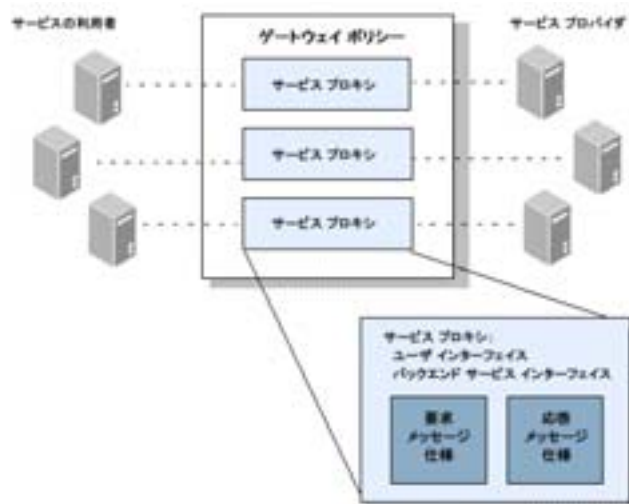 サービスの利用者
ゲートウェイ ポリシー
サービス プロバイダ
サービス プロキシ
サービス プロキシ
サービス プロキシ
サービス プロキシ:
ユーザ インターフェイス
バックエンド サービス インターフェイス
要求
メッセージ
仕様
応答
メッセージ
仕様